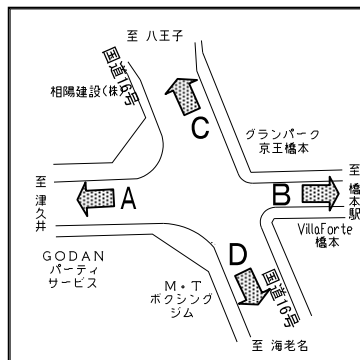 至 八王子
国道16号
相陽建設(株)
C
グランパーク
京王橋本
至
橋
本
駅
B
至
津
久
井
A
VillaForte
橋本
GODAN
パーティ
サービス
D
国道16号
M・T
ボクシング
ジム
至 海老名